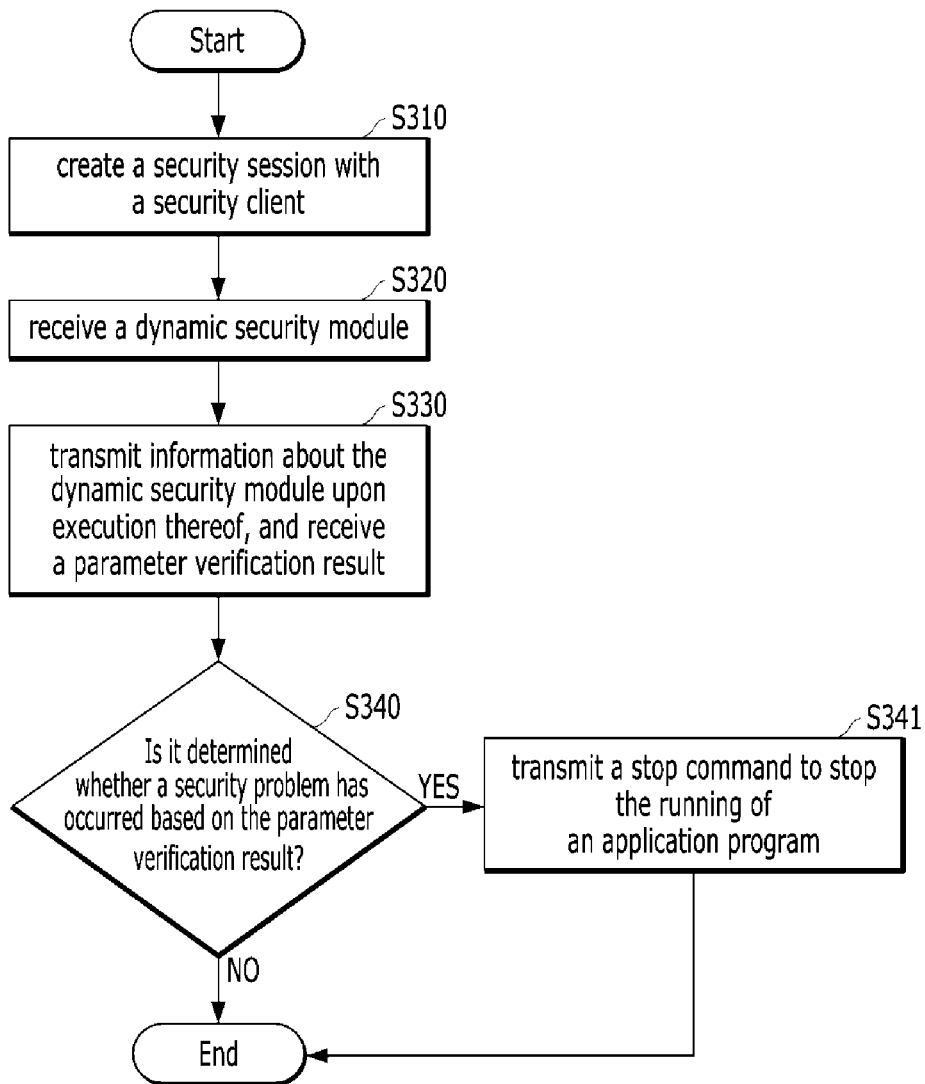 Start
S310
create a security session with
a security client
S320
receive a dynamic security module
S330
transmit information about the
dynamic security module upon
execution thereof, and receive
a parameter verification result
S340
Is it determined
whether a security problem has
occurred based on the parameter
verification result?
YES
S341
transmit a stop command to stop
the running of
an application program
NO
End